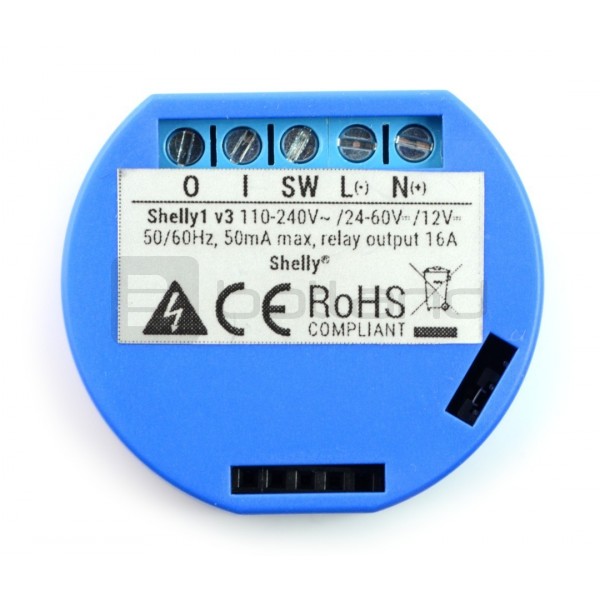 O I SW L(-) N(+)
Shelly1 v3 110-240V~ /24-60V⎓/12V⎓
50/60Hz, 50mA max, relay output 16A
Shelly®
CE RoHS
COMPLIANT